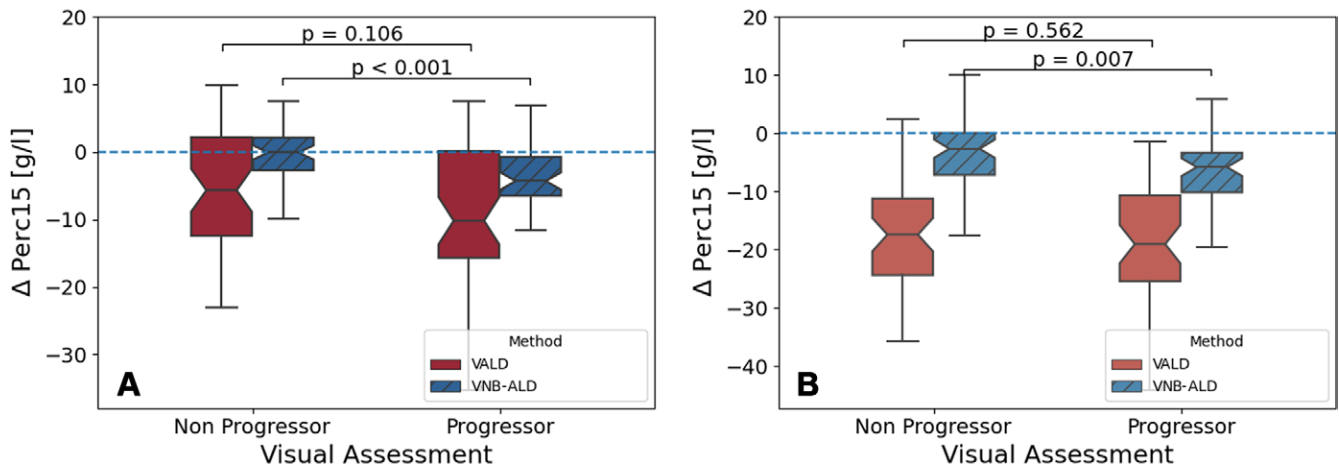 20
10
0
−10
−20
−30
Δ Perc15 [g/l]
p = 0.106
p < 0.001
A
Method
VALD
VNB-ALD
Non Progressor
Progressor
Visual Assessment
20
10
0
−10
−20
−30
−40
Δ Perc15 [g/l]
p = 0.562
p = 0.007
B
Method
VALD
VNB-ALD
Non Progressor
Progressor
Visual Assessment